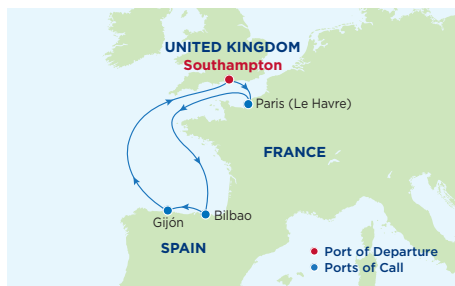 UNITED KINGDOM
Southampton
Paris (Le Havre)
FRANCE
Bilbao
Gijón
SPAIN
Port of Departure
Ports of Call